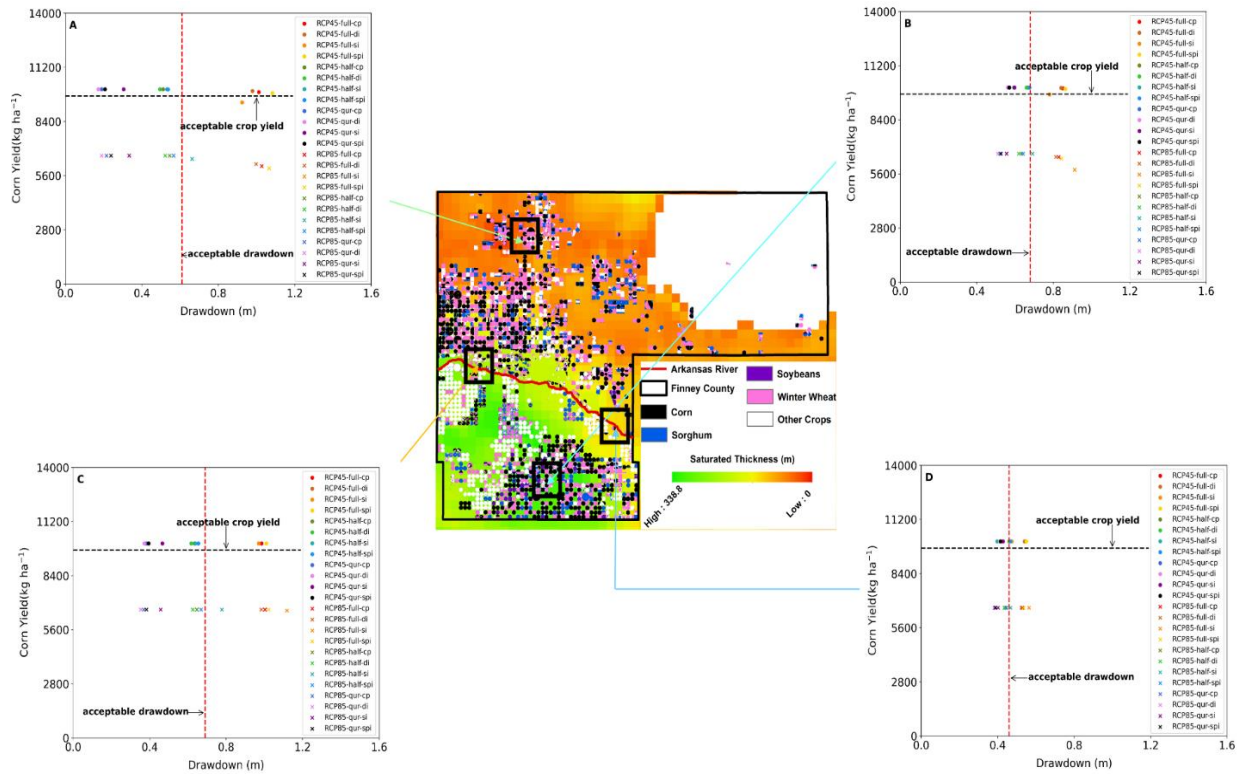 A
Corn Yield(kg ha⁻¹)
14000
11200
8400
5600
2800
0
0.0 0.4 0.8 1.2 1.6
Drawdown (m)
acceptable crop yield
acceptable drawdown
RCP45-full-cp
RCP45-full-di
RCP45-full-si
RCP45-full-spi
RCP45-half-cp
RCP45-half-di
RCP45-half-si
RCP45-half-spi
RCP45-qur-cp
RCP45-qur-di
RCP45-qur-si
RCP45-qur-spi
RCP85-full-cp
RCP85-full-di
RCP85-full-si
RCP85-full-spi
RCP85-half-cp
RCP85-half-di
RCP85-half-si
RCP85-half-spi
RCP85-qur-cp
RCP85-qur-di
RCP85-qur-si
RCP85-qur-spi
B
Corn Yield(kg ha⁻¹)
14000
11200
8400
5600
2800
0
0.0 0.4 0.8 1.2 1.6
Drawdown (m)
acceptable crop yield
acceptable drawdown
RCP45-full-cp
RCP45-full-di
RCP45-full-si
RCP45-full-spi
RCP45-half-cp
RCP45-half-di
RCP45-half-si
RCP45-half-spi
RCP45-qur-cp
RCP45-qur-di
RCP45-qur-si
RCP45-qur-spi
RCP85-full-cp
RCP85-full-di
RCP85-full-si
RCP85-full-spi
RCP85-half-cp
RCP85-half-di
RCP85-half-si
RCP85-half-spi
RCP85-qur-cp
RCP85-qur-di
RCP85-qur-si
RCP85-qur-spi
Arkansas River
Finney County
Corn
Sorghum
Soybeans
Winter Wheat
Other Crops
Saturated Thickness (m)
High : 338.8
Low : 0
C
Corn Yield(kg ha⁻¹)
14000
11200
8400
5600
2800
0
0.0 0.4 0.8 1.2 1.6
Drawdown (m)
acceptable crop yield
acceptable drawdown
RCP45-full-cp
RCP45-full-di
RCP45-full-si
RCP45-full-spi
RCP45-half-cp
RCP45-half-di
RCP45-half-si
RCP45-half-spi
RCP45-qur-cp
RCP45-qur-di
RCP45-qur-si
RCP45-qur-spi
RCP85-full-cp
RCP85-full-di
RCP85-full-si
RCP85-full-spi
RCP85-half-cp
RCP85-half-di
RCP85-half-si
RCP85-half-spi
RCP85-qur-cp
RCP85-qur-di
RCP85-qur-si
RCP85-qur-spi
D
Corn Yield(kg ha⁻¹)
14000
11200
8400
5600
2800
0
0.0 0.4 0.8 1.2 1.6
Drawdown (m)
acceptable crop yield
acceptable drawdown
RCP45-full-cp
RCP45-full-di
RCP45-full-si
RCP45-full-spi
RCP45-half-cp
RCP45-half-di
RCP45-half-si
RCP45-half-spi
RCP45-qur-cp
RCP45-qur-di
RCP45-qur-si
RCP45-qur-spi
RCP85-full-cp
RCP85-full-di
RCP85-full-si
RCP85-full-spi
RCP85-half-cp
RCP85-half-di
RCP85-half-si
RCP85-half-spi
RCP85-qur-cp
RCP85-qur-di
RCP85-qur-si
RCP85-qur-spi